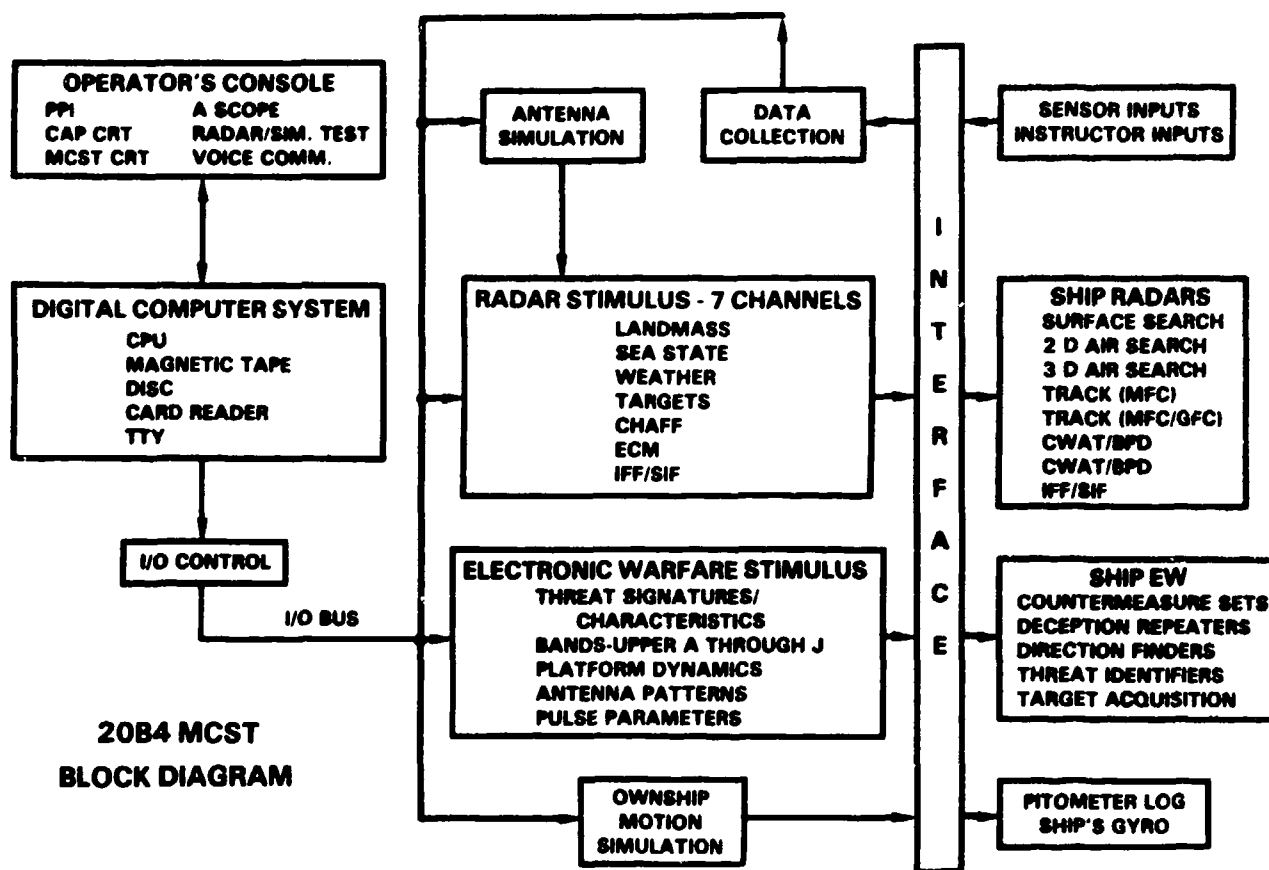 OPERATOR'S CONSOLE
PPI A SCOPE
CAP CRT RADAR/SIM. TEST
MCST CRT VOICE COMM.
ANTENNA
SIMULATION
DATA
COLLECTION
SENSOR INPUTS
INSTRUCTOR INPUTS
DIGITAL COMPUTER SYSTEM
CPU
MAGNETIC TAPE
DISC
CARD READER
TTY
RADAR STIMULUS - 7 CHANNELS
LANDMASS
SEA STATE
WEATHER
TARGETS
CHAFF
ECM
IFF/SIF
INTERFACE
SHIP RADARS
SURFACE SEARCH
2 D AIR SEARCH
3 D AIR SEARCH
TRACK (MFC)
TRACK (MFC/GFC)
CWAT/BPD
CWAT/BPD
IFF/SIF
I/O CONTROL
I/O BUS
ELECTRONIC WARFARE STIMULUS
THREAT SIGNATURES/
CHARACTERISTICS
BANDS-UPPER A THROUGH J
PLATFORM DYNAMICS
ANTENNA PATTERNS
PULSE PARAMETERS
SHIP EW
COUNTERMEASURE SETS
DECEPTION REPEATERS
DIRECTION FINDERS
THREAT IDENTIFIERS
TARGET ACQUISITION
20B4 MCST
BLOCK DIAGRAM
OWNSHIP
MOTION
SIMULATION
PITOMETER LOG
SHIP'S GYRO